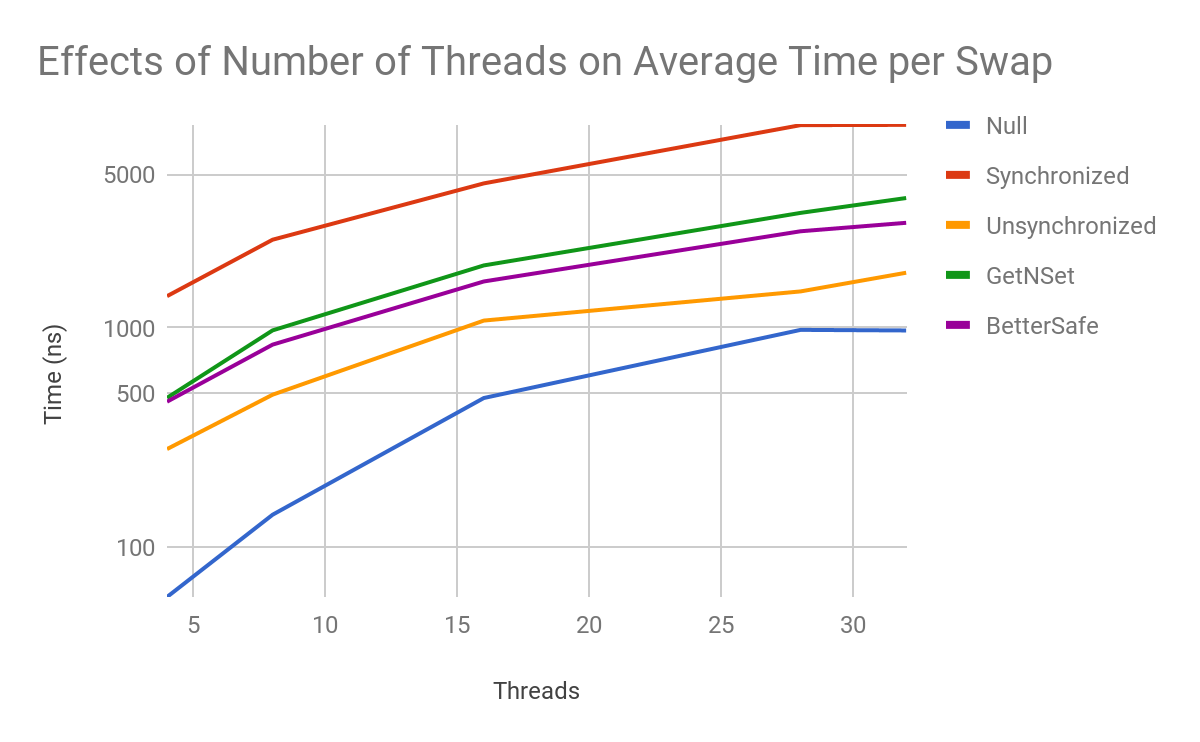 Effects of Number of Threads on Average Time per Swap
Null
Synchronized
Unsynchronized
GetNSet
BetterSafe
Time (ns)
5000
1000
500
100
5 10 15 20 25 30
Threads